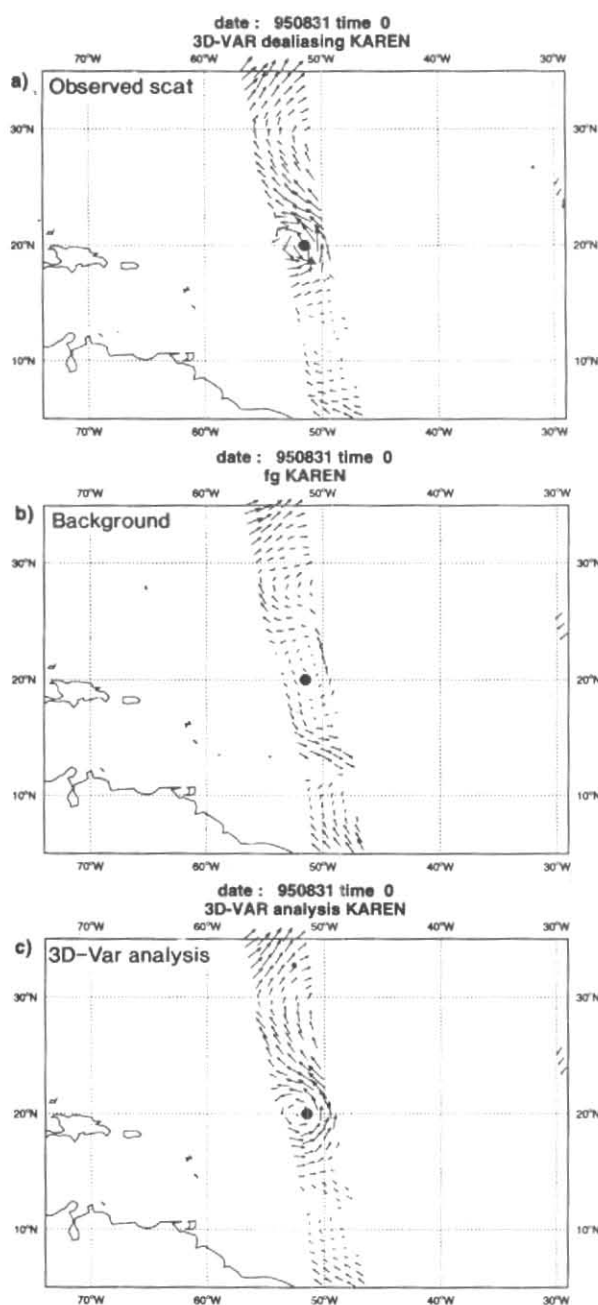 date : 950831 time 0
3D-VAR dealiasing KAREN
70°W 60°W 50°W 40°W 30°W
a) Observed scat
30°N 30°N
20°N 20°N
10°N 10°N
70°W 60°W 50°W 40°W 30°W
date : 950831 time 0
fg KAREN
70°W 60°W 50°W 40°W 30°W
b) Background
30°N 30°N
20°N 20°N
10°N 10°N
70°W 60°W 50°W 40°W 30°W
date : 950831 time 0
3D-VAR analysis KAREN
70°W 60°W 50°W 40°W 30°W
c) 3D-Var analysis
30°N 30°N
20°N 20°N
10°N 10°N
70°W 60°W 50°W 40°W 30°W